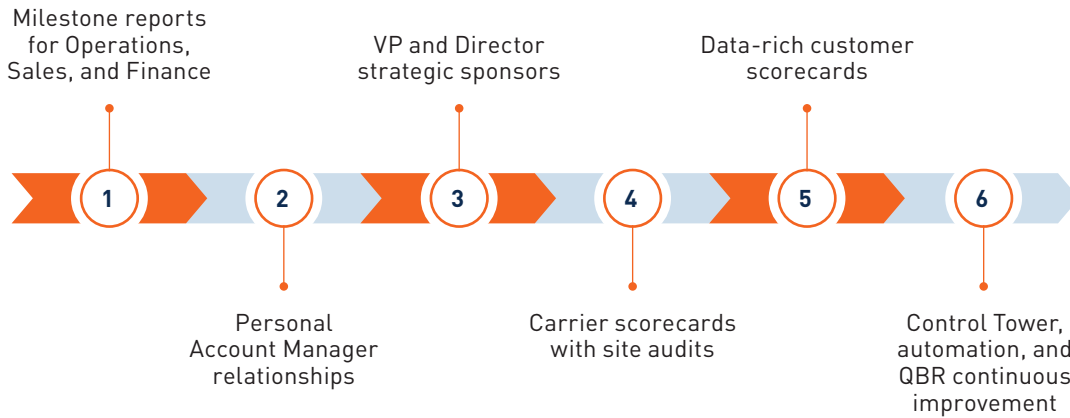 Milestone reports
for Operations,
Sales, and Finance
VP and Director
strategic sponsors
Data-rich customer
scorecards
1
2
3
4
5
6
Personal
Account Manager
relationships
Carrier scorecards
with site audits
Control Tower,
automation, and
QBR continuous
improvement